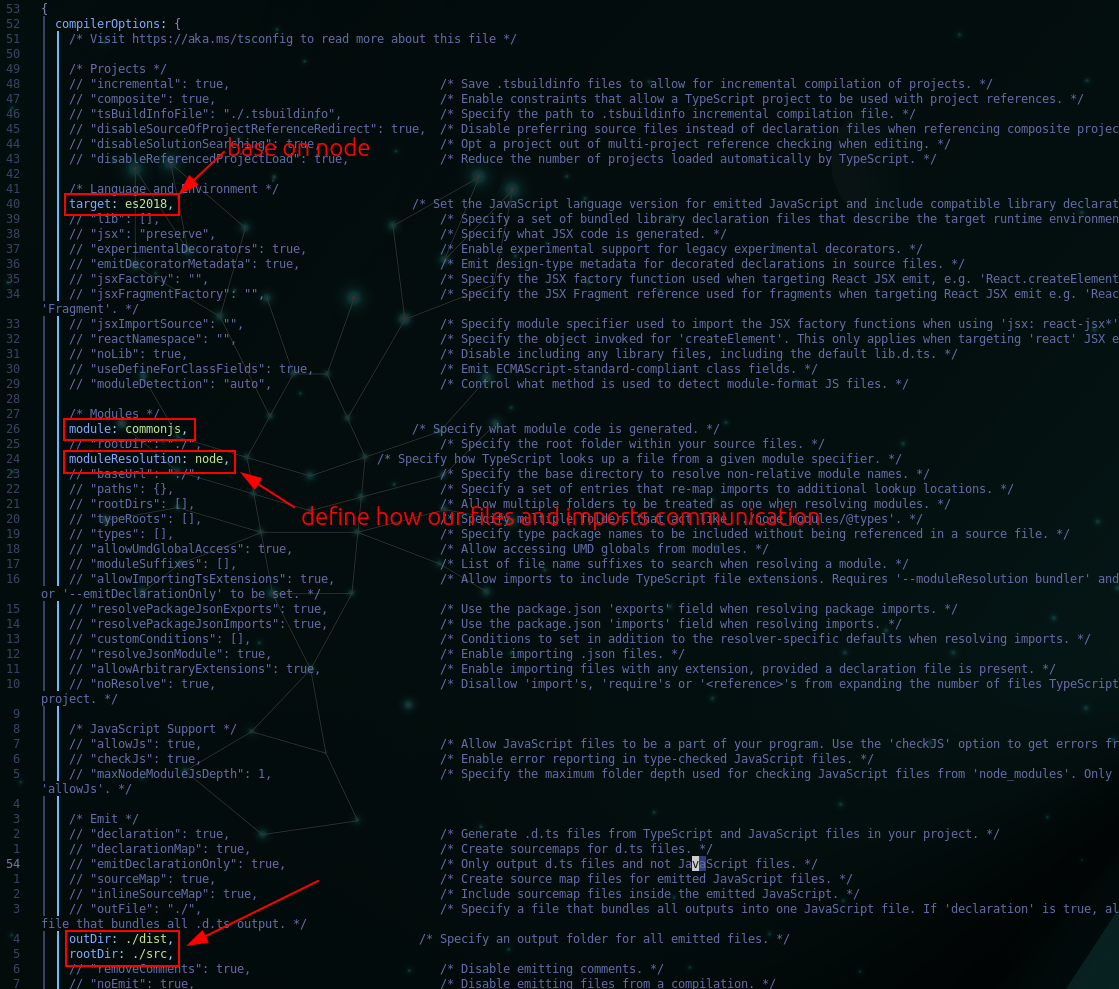 53 {
52 compilerOptions: {
51 /* Visit https://aka.ms/tsconfig to read more about this file */
50
49 /* Projects */
48 // "incremental": true, /* Save .tsbuildinfo files to allow for incremental compilation of projects. */
47 // "composite": true, /* Enable constraints that allow a TypeScript project to be used with project references. */
46 // "tsBuildInfoFile": "./.tsbuildinfo", /* Specify the path to .tsbuildinfo incremental compilation file. */
45 // "disableSourceOfProjectReferenceRedirect": true, /* Disable preferring source files instead of declaration files when referencing composite projec
44 // "disableSolutionSearching": true, /* Opt a project out of multi-project reference checking when editing. */
base on node
43 // "disableReferencedProjectLoad": true, /* Reduce the number of projects loaded automatically by TypeScript. */
42
41 /* Language and Environment */
40 target: es2018, /* Set the JavaScript language version for emitted JavaScript and include compatible library declarat
39 // "lib": [], /* Specify a set of bundled library declaration files that describe the target runtime environmen
38 // "jsx": "preserve", /* Specify what JSX code is generated. */
37 // "experimentalDecorators": true, /* Enable experimental support for legacy experimental decorators. */
36 // "emitDecoratorMetadata": true, /* Emit design-type metadata for decorated declarations in source files. */
35 // "jsxFactory": "", /* Specify the JSX factory function used when targeting React JSX emit, e.g. 'React.createElement
34 // "jsxFragmentFactory": "", /* Specify the JSX Fragment reference used for fragments when targeting React JSX emit e.g. 'Reac
'Fragment'. */
33 // "jsxImportSource": "", /* Specify module specifier used to import the JSX factory functions when using 'jsx: react-jsx*'
32 // "reactNamespace": "", /* Specify the object invoked for 'createElement'. This only applies when targeting 'react' JSX e
31 // "noLib": true, /* Disable including any library files, including the default lib.d.ts. */
30 // "useDefineForClassFields": true, /* Emit ECMAScript-standard-compliant class fields. */
29 // "moduleDetection": "auto", /* Control what method is used to detect module-format JS files. */
28
27 /* Modules */
26 module: commonjs, /* Specify what module code is generated. */
25 // "rootDir": "./", /* Specify the root folder within your source files. */
24 moduleResolution: node, /* Specify how TypeScript looks up a file from a given module specifier. */
23 // "baseUrl": "./", /* Specify the base directory to resolve non-relative module names. */
22 // "paths": {}, /* Specify a set of entries that re-map imports to additional lookup locations. */
21 // "rootDirs": [], /* Allow multiple folders to be treated as one when resolving modules. */
define how our files and imports communication
20 // "typeRoots": [], /* Specify multiple folders that act like './node_modules/@types'. */
19 // "types": [], /* Specify type package names to be included without being referenced in a source file. */
18 // "allowUmdGlobalAccess": true, /* Allow accessing UMD globals from modules. */
17 // "moduleSuffixes": [], /* List of file name suffixes to search when resolving a module. */
16 // "allowImportingTsExtensions": true, /* Allow imports to include TypeScript file extensions. Requires '--moduleResolution bundler' and
or '--emitDeclarationOnly' to be set. */
15 // "resolvePackageJsonExports": true, /* Use the package.json 'exports' field when resolving package imports. */
14 // "resolvePackageJsonImports": true, /* Use the package.json 'imports' field when resolving imports. */
13 // "customConditions": [], /* Conditions to set in addition to the resolver-specific defaults when resolving imports. */
12 // "resolveJsonModule": true, /* Enable importing .json files. */
11 // "allowArbitraryExtensions": true, /* Enable importing files with any extension, provided a declaration file is present. */
10 // "noResolve": true, /* Disallow 'import's, 'require's or '<reference>'s from expanding the number of files TypeScript
project. */
9
8 /* JavaScript Support */
7 // "allowJs": true, /* Allow JavaScript files to be a part of your program. Use the 'checkJS' option to get errors fr
6 // "checkJs": true, /* Enable error reporting in type-checked JavaScript files. */
5 // "maxNodeModuleJsDepth": 1, /* Specify the maximum folder depth used for checking JavaScript files from 'node_modules'. Only
'allowJs'. */
4
3 /* Emit */
2 // "declaration": true, /* Generate .d.ts files from TypeScript and JavaScript files in your project. */
1 // "declarationMap": true, /* Create sourcemaps for d.ts files. */
54 // "emitDeclarationOnly": true, /* Only output d.ts files and not JavaScript files. */
1 // "sourceMap": true, /* Create source map files for emitted JavaScript files. */
2 // "inlineSourceMap": true, /* Include sourcemap files inside the emitted JavaScript. */
3 // "outFile": "./", /* Specify a file that bundles all outputs into one JavaScript file. If 'declaration' is true, al
file that bundles all .d.ts output. */
4 outDir: ./dist, /* Specify an output folder for all emitted files. */
5 rootDir: ./src,
6 // "removeComments": true, /* Disable emitting comments. */
7 // "noEmit": true, /* Disable emitting files from a compilation. */